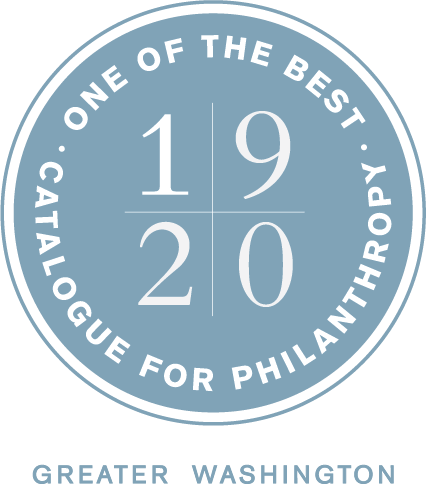 · ONE OF THE BEST ·
19
20
CATALOGUE FOR PHILANTHROPY
GREATER WASHINGTON